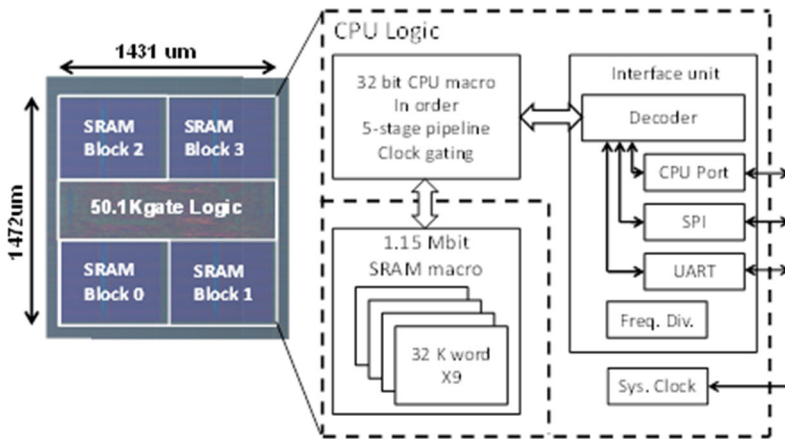 1431 um
1472um
SRAM
Block 2
SRAM
Block 3
50.1Kgate Logic
SRAM
Block 0
SRAM
Block 1
CPU Logic
32 bit CPU macro
In order
5-stage pipeline
Clock gating
1.15 Mbit
SRAM macro
32 K word
X9
Interface unit
Decoder
CPU Port
SPI
UART
Freq. Div.
Sys. Clock